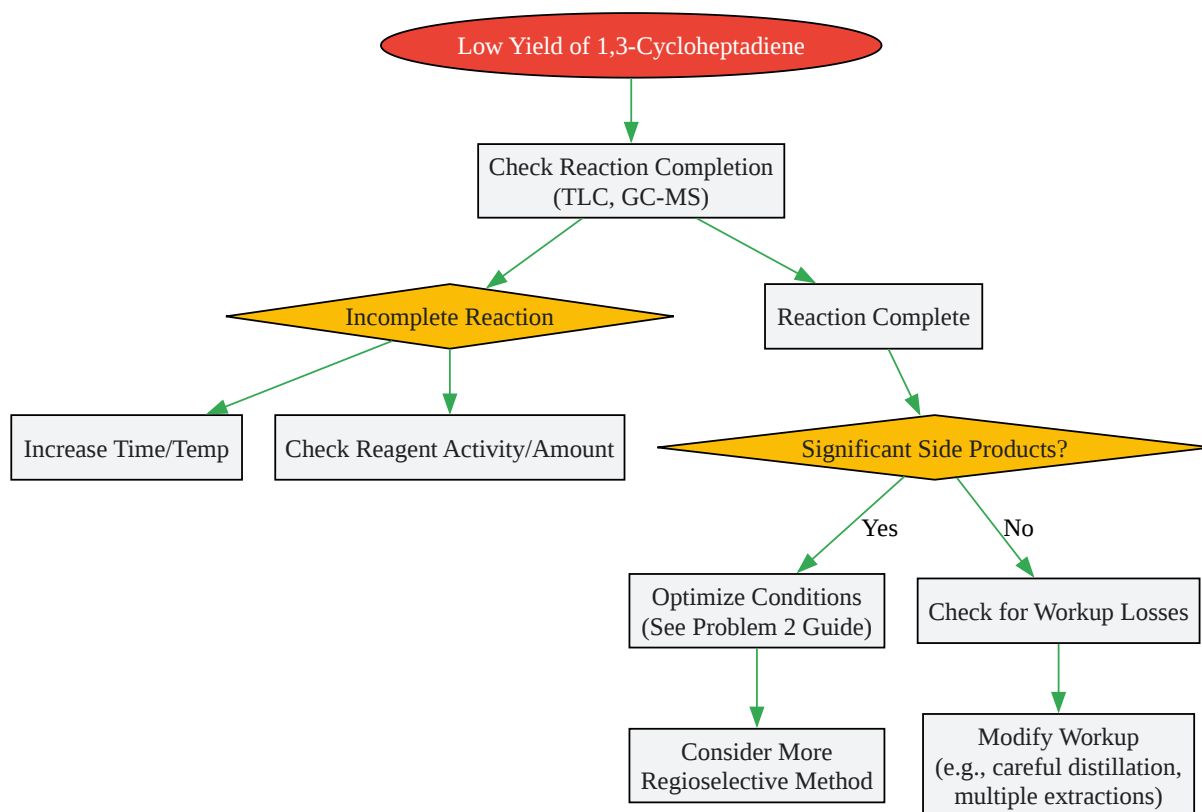 Low Yield of 1,3-Cycloheptadiene
Check Reaction Completion
(TLC, GC-MS)
Incomplete Reaction
Reaction Complete
Increase Time/Temp
Check Reagent Activity/Amount
Significant Side Products?
Yes
No
Optimize Conditions
(See Problem 2 Guide)
Check for Workup Losses
Consider More
Regioselective Method
Modify Workup
(e.g., careful distillation,
multiple extractions)